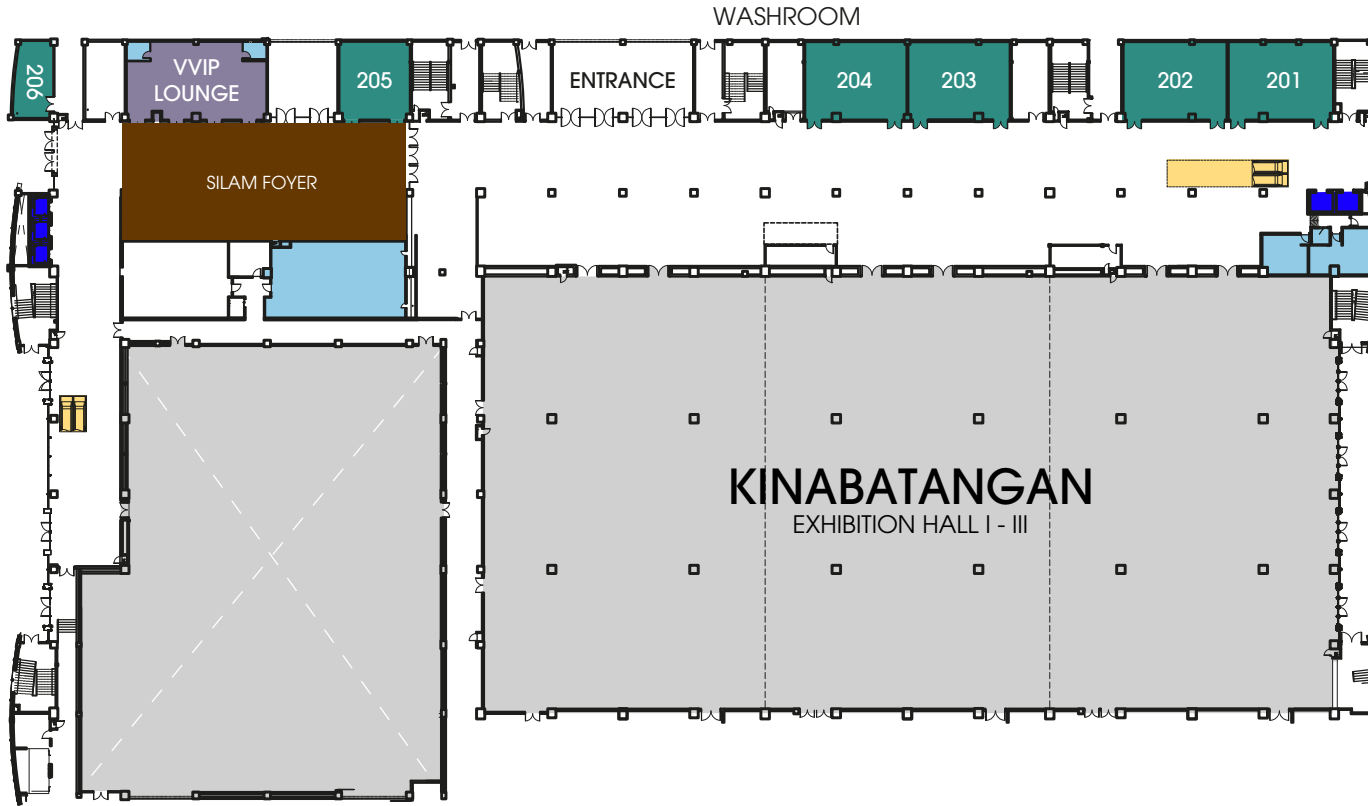 WASHROOM
206
VVIP
LOUNGE
205
ENTRANCE
204
203
202
201
SILAM FOYER
KINABATANGAN
EXHIBITION HALL I - III